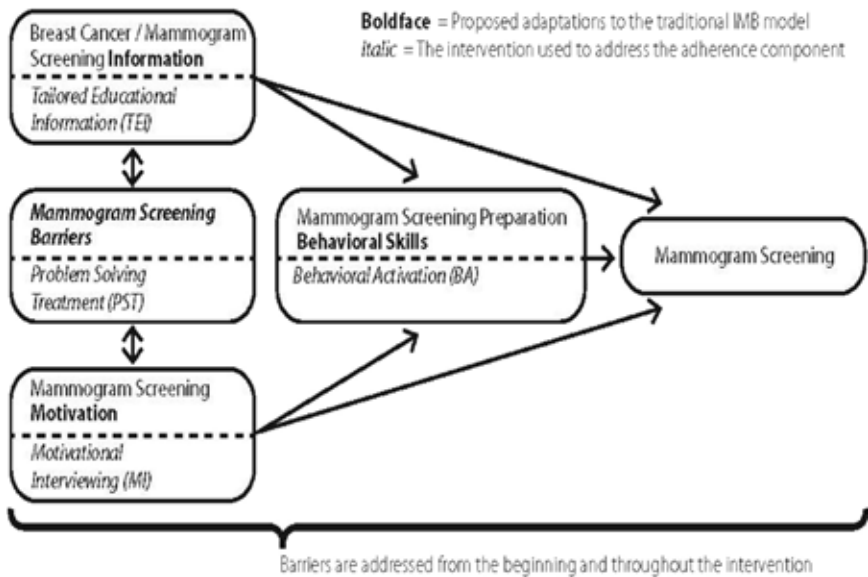 Breast Cancer / Mammogram
Screening Information
Tailored Educational
Information (TEI)
Boldface = Proposed adaptations to the traditional IMB model
Italic = The intervention used to address the adherence component
Mammogram Screening
Barriers
Problem Solving
Treatment (PST)
Mammogram Screening Preparation
Behavioral Skills
Behavioral Activation (BA)
Mammogram Screening
Mammogram Screening
Motivation
Motivational
Interviewing (MI)
Barriers are addressed from the beginning and throughout the intervention